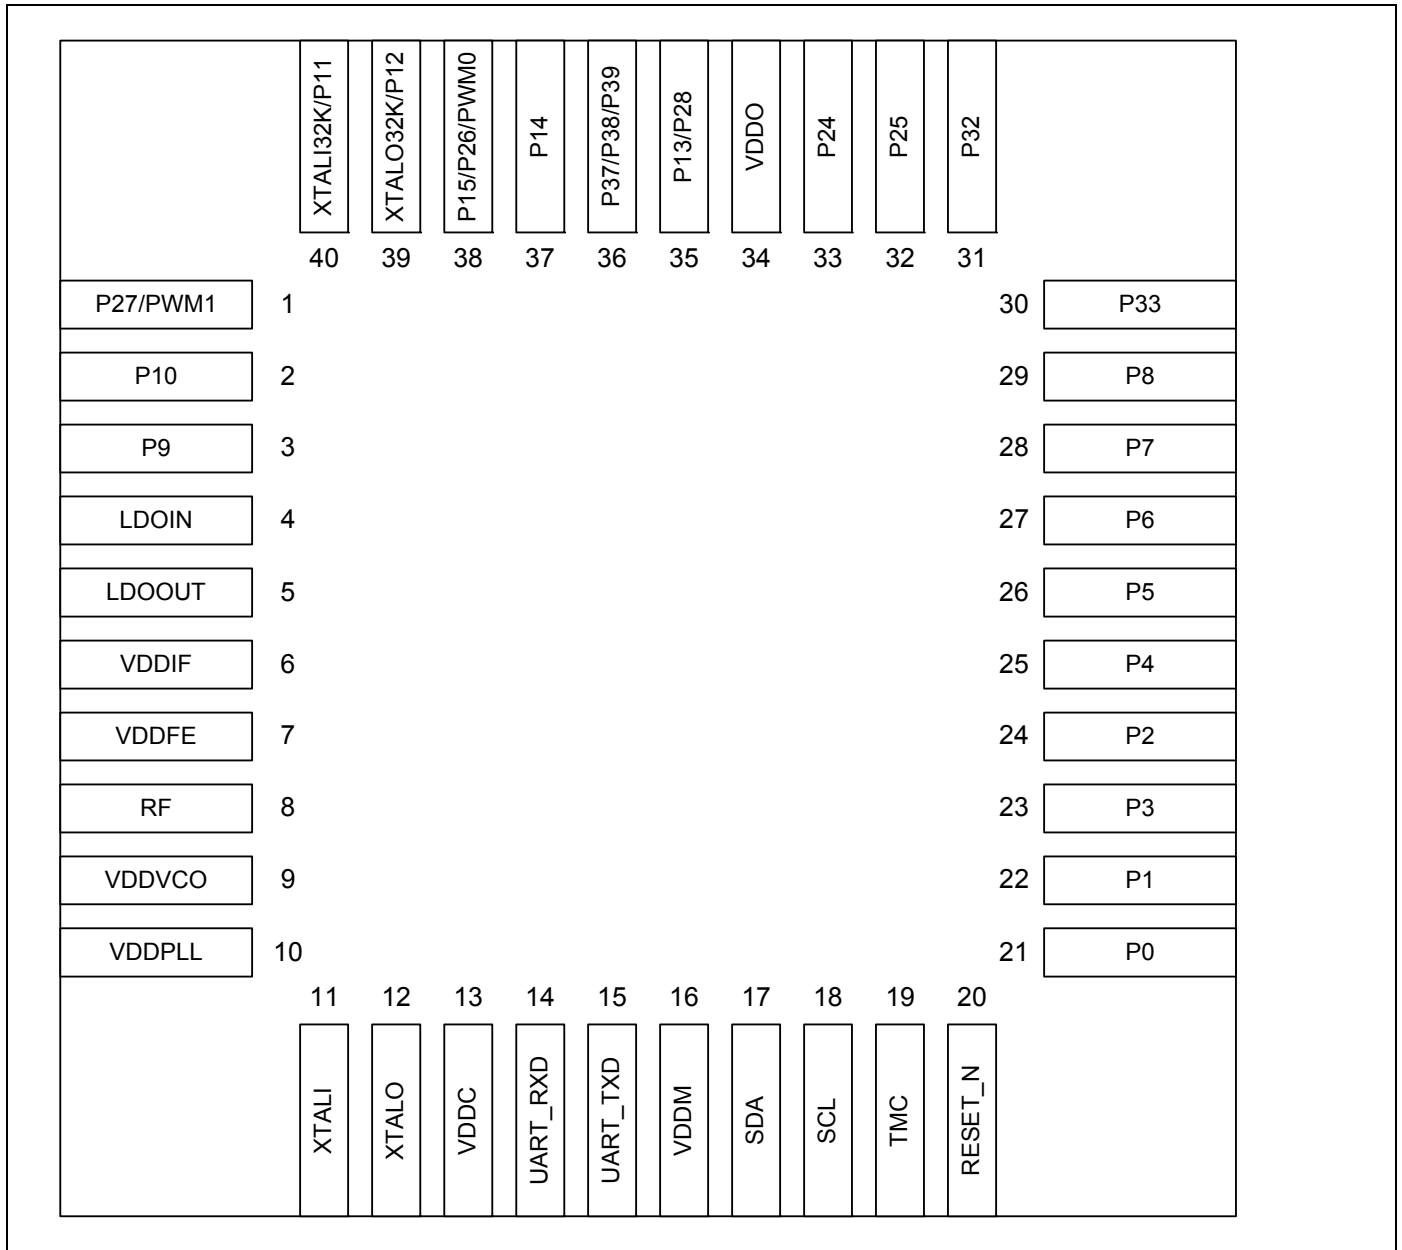 XTALI32K/P11
XTALO32K/P12
P15/P26/PWM0
P14
P37/P38/P39
P13/P28
VDDO
P24
P25
P32
40 39 38 37 36 35 34 33 32 31
P27/PWM1 1 30 P33
P10 2 29 P8
P9 3 28 P7
LDOIN 4 27 P6
LDOOUT 5 26 P5
VDDIF 6 25 P4
VDDFE 7 24 P2
RF 8 23 P3
VDDVCO 9 22 P1
VDDPLL 10 21 P0
11 12 13 14 15 16 17 18 19 20
XTALI
XTALO
VDDC
UART_RXD
UART_TXD
VDDM
SDA
SCL
TMC
RESET_N